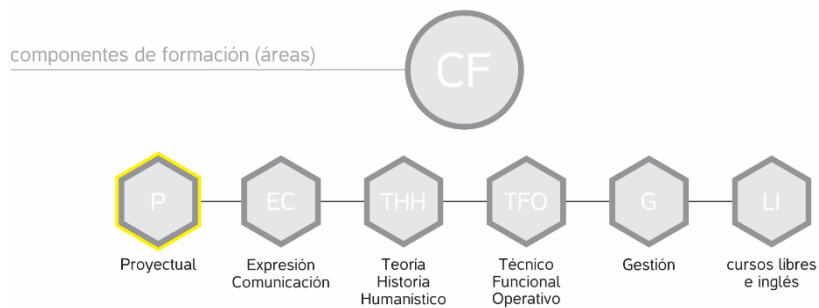 componentes de formación (áreas)
CF
P
EC
THH
TFO
G
LI
Proyectual
Expresión
Comunicación
Teoría
Historia
Humanístico
Técnico
Funcional
Operativo
Gestión
cursos libres
e inglés